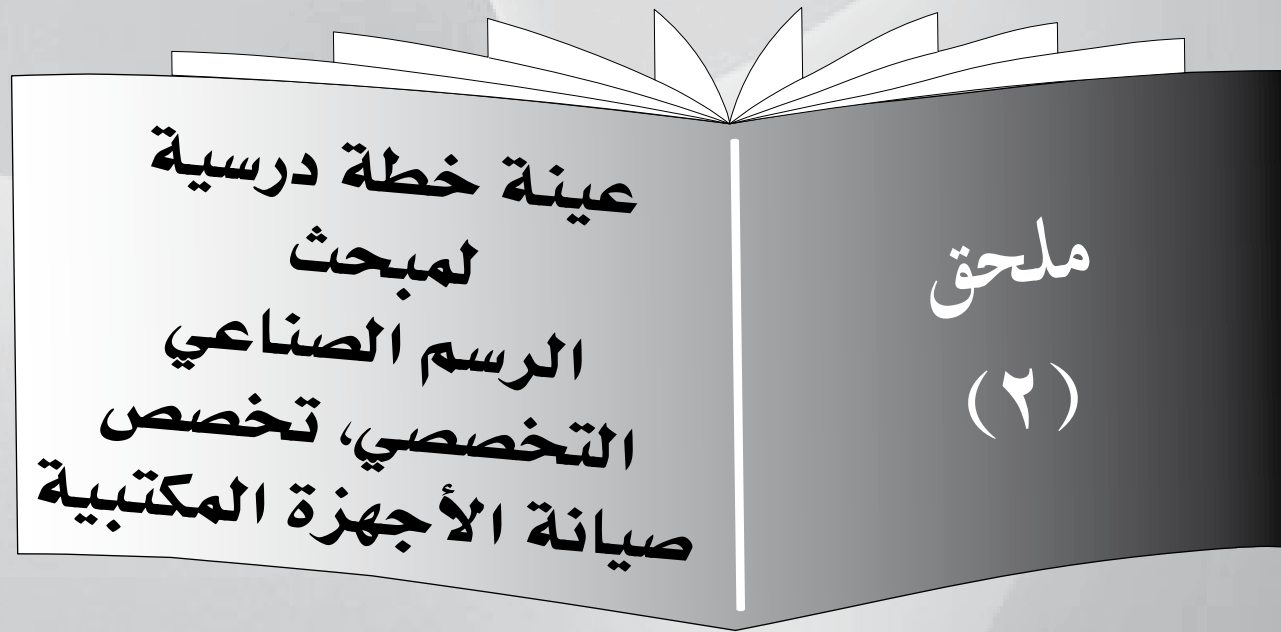 ملحق
(٢)
عينة خطة درسية
لمبحث
الرسم الصناعي
التخصصي، تخصص
صيانة الأجهزة المكتبية